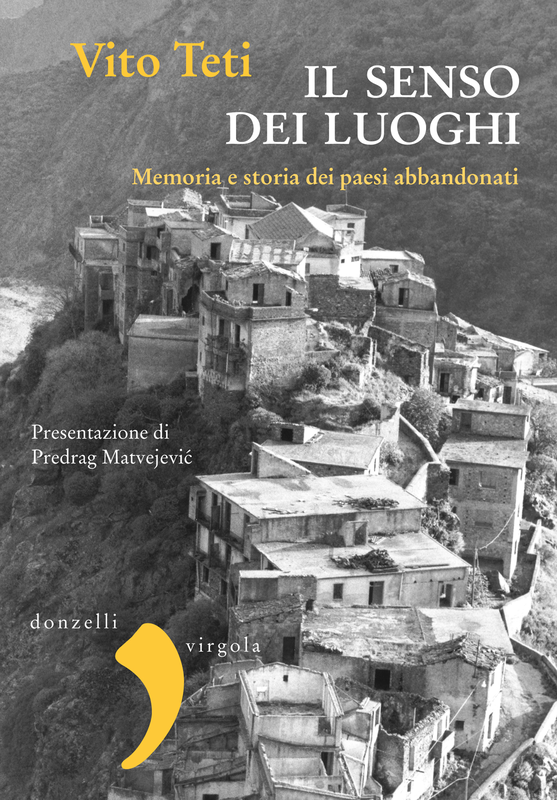 Vito Teti
IL SENSO
DEI LUOGHI
Memoria e storia dei paesi abbandonati
Presentazione di
Predrag Matvejević
donzelli
virgola